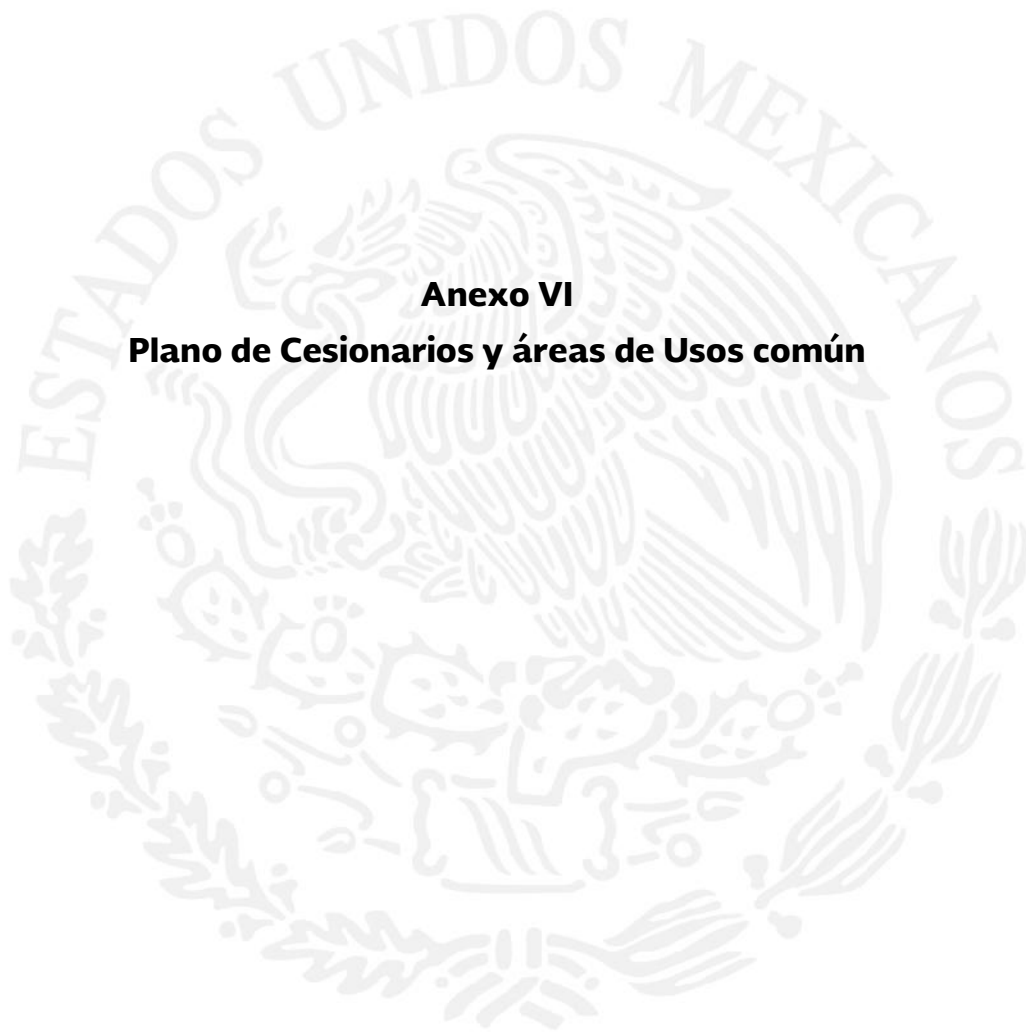 ESTADOS UNIDOS MEXICANOS
Anexo VI
Plano de Cesionarios y áreas de Usos común